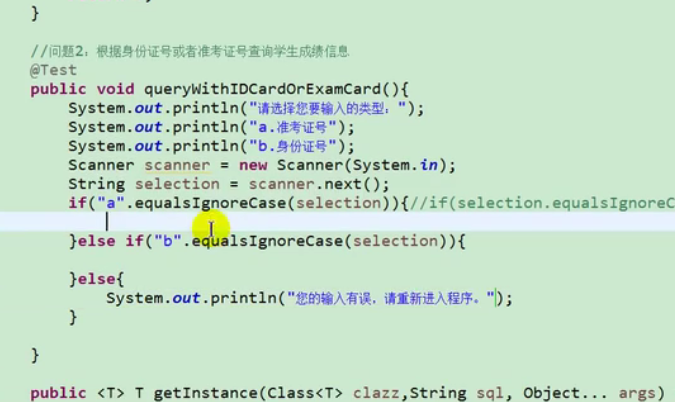 }
//问题2：根据身份证号或者准考证号查询学生成绩信息
@Test
public void queryWithIDCardOrExamCard(){
System.out.println("请选择您要输入的类型：");
System.out.println("a.准考证号");
System.out.println("b.身份证号");
Scanner scanner = new Scanner(System.in);
String selection = scanner.next();
if("a".equalsIgnoreCase(selection)){//if(selection.equalsIgnoreC
}else if("b".equalsIgnoreCase(selection)){
}else{
System.out.println("您的输入有误，请重新进入程序。");
}
}
public <T> T getInstance(Class<T> clazz,String sql, Object... args)